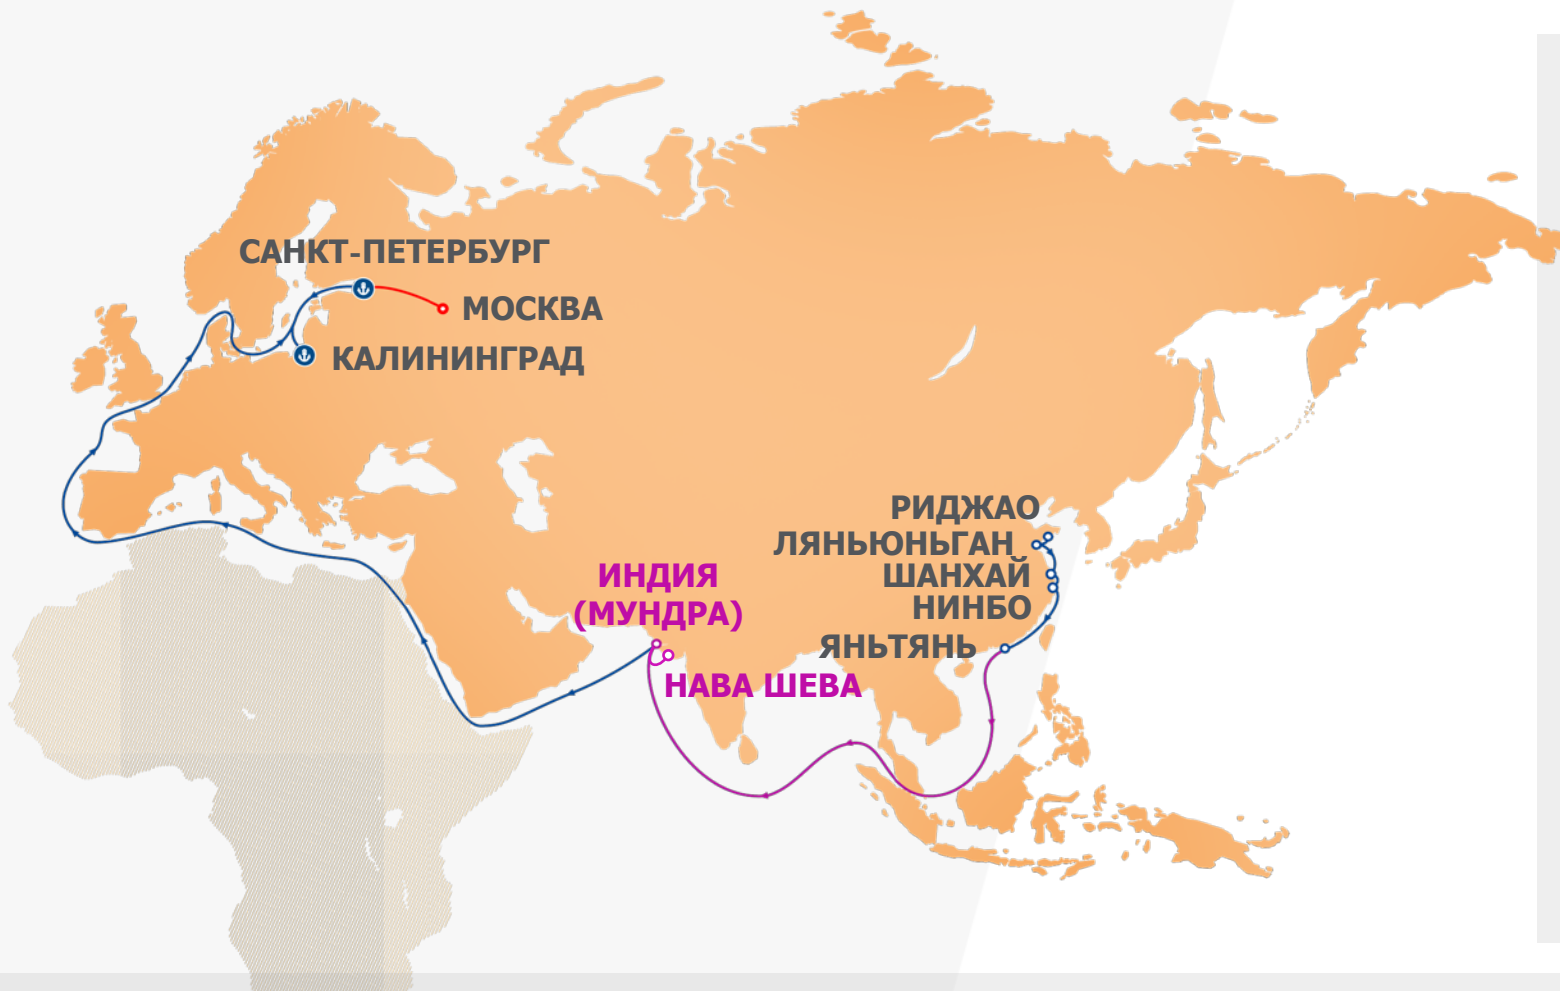 САНКТ-ПЕТЕРБУРГ
МОСКВА
КАЛИНИНГРАД
РИДЖАО
ЛЯНЬЮНЬГАН
ШАНХАЙ
НИНБО
ЯНЬТЯНЬ
ИНДИЯ
(МУНДРА)
НАВА ШЕВА